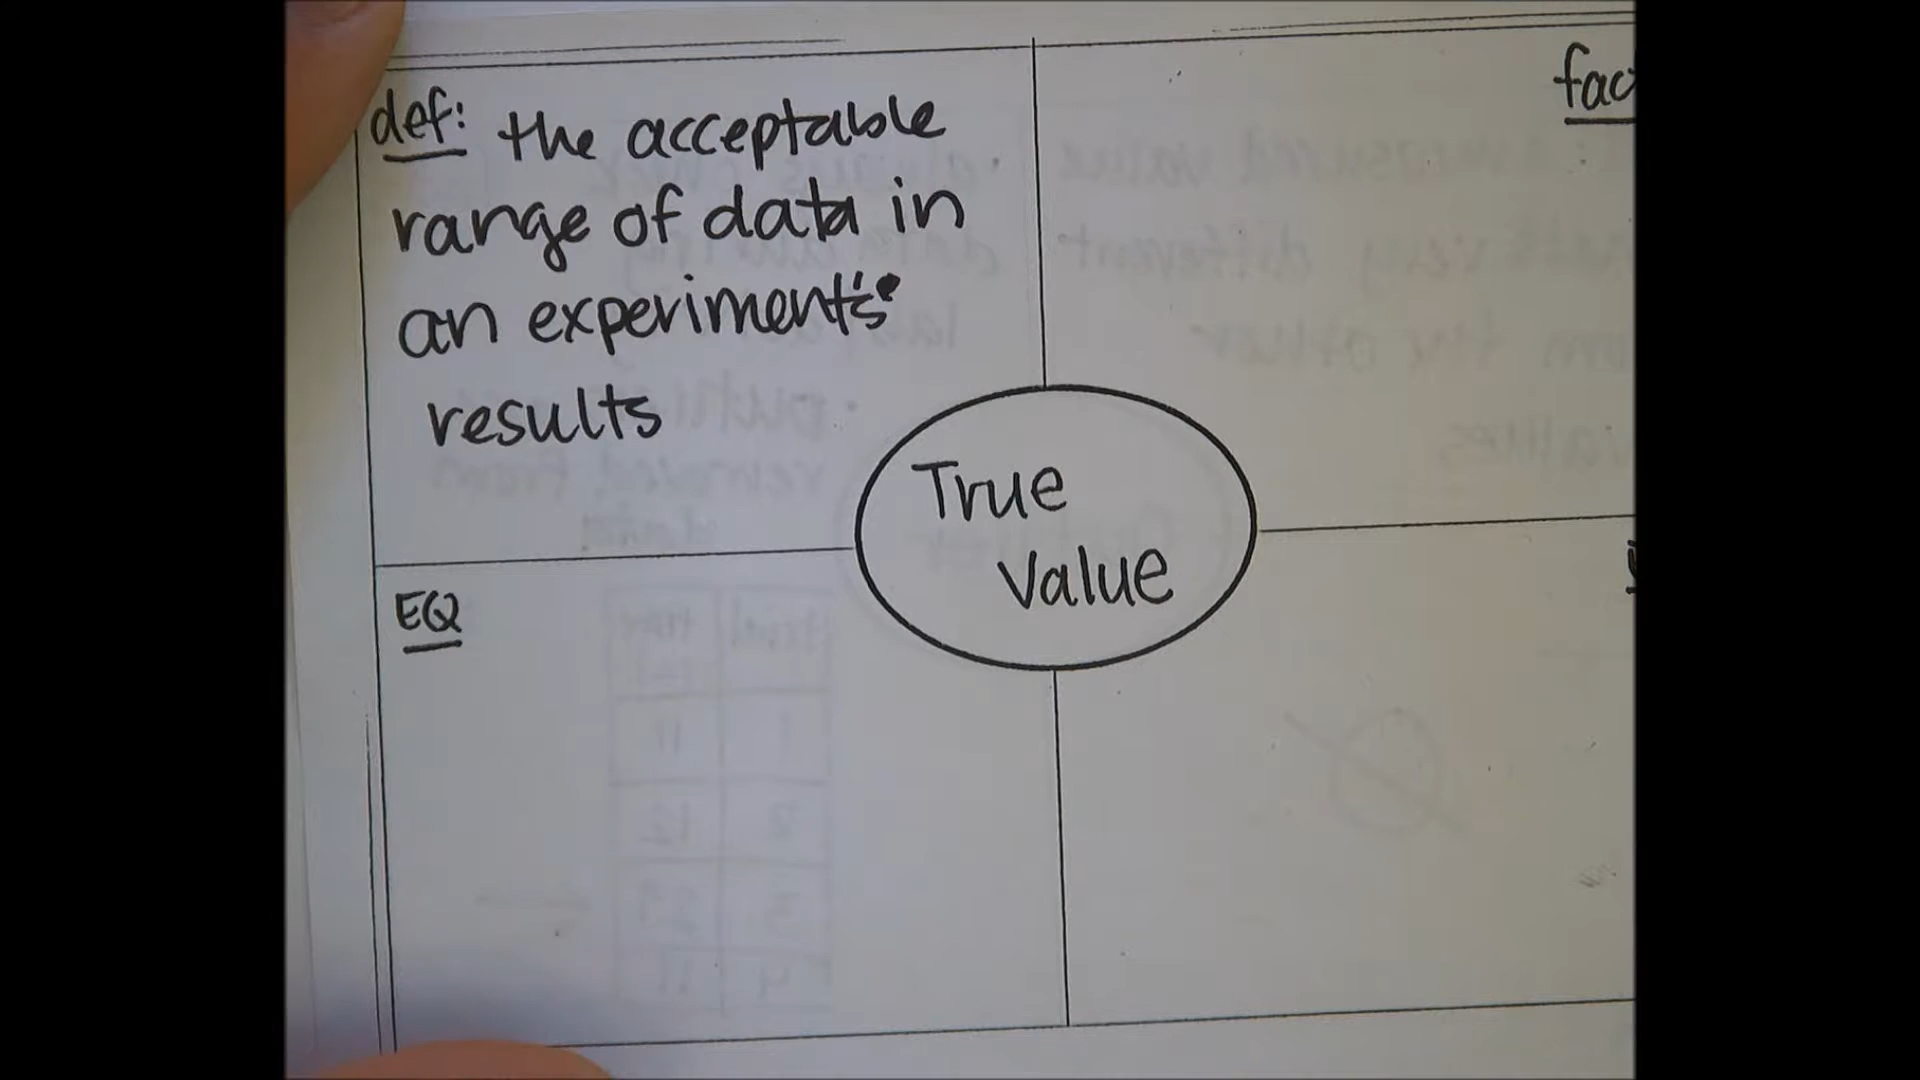 def: the acceptable
range of data in
an experiment's
results
fac
True
Value
EQ